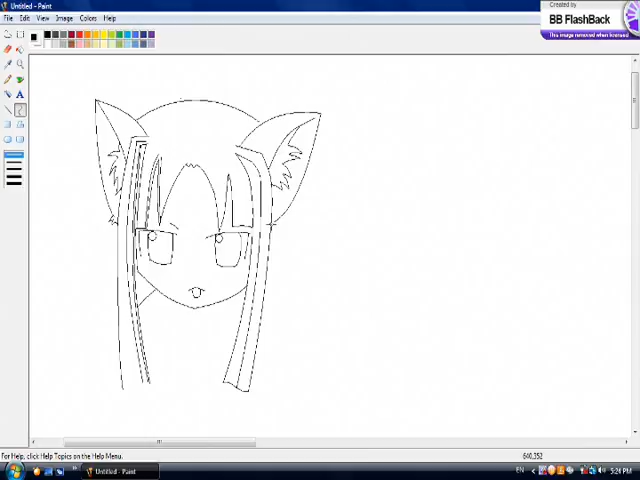 Untitled - Paint
File Edit View Image Colors Help
Created by
BB FlashBack
This image removed when licensed
A
For Help, click Help Topics on the Help Menu.
640,352
Untitled - Paint
EN
5:24 PM